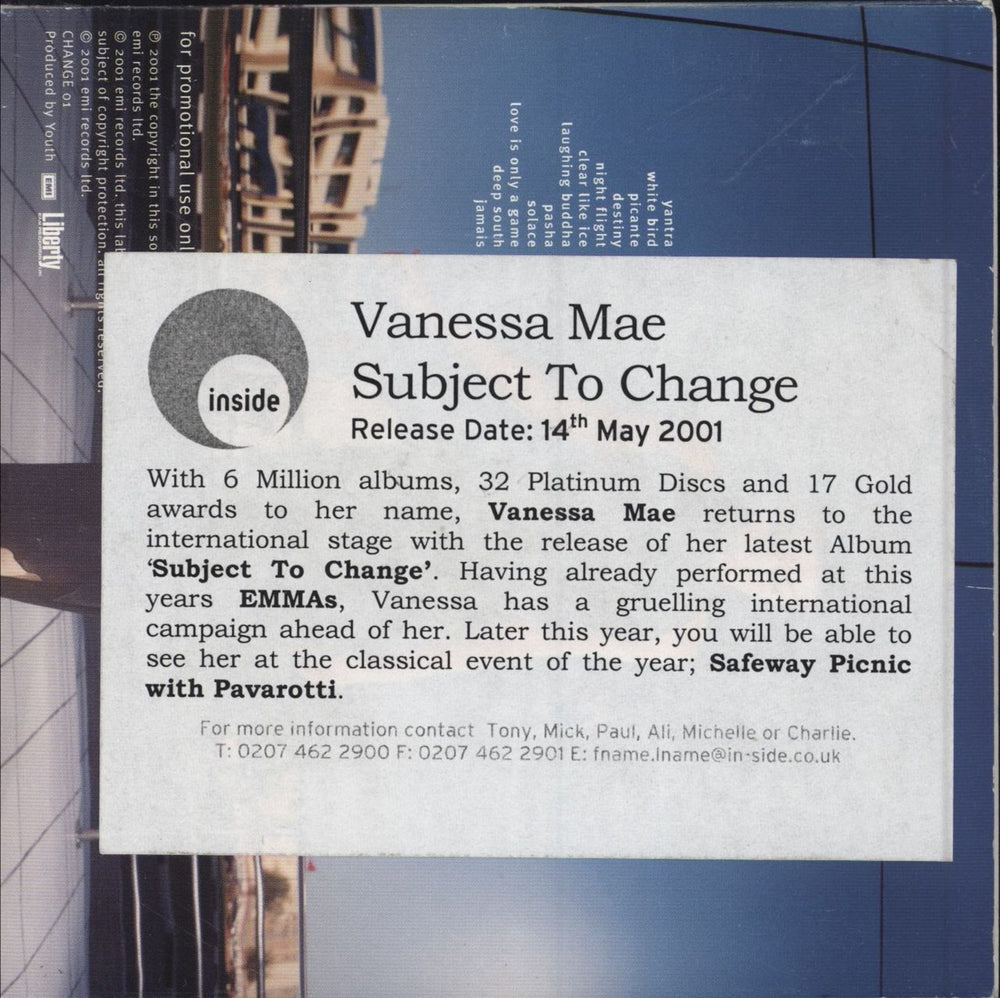 for promotional use onl
℗ 2001 the copyright in this so
emi records ltd.
© 2001 emi records ltd. this lab
subject of copyright protection. all rights reserved.
© 2001 emi records ltd.
CHANGE 01
Produced by Youth EMI Liberty
yantra
white bird
picante
destiny
night flight
clear like ice
laughing buddha
pasha
solace
love is only a game
deep south
jamais
inside
Vanessa Mae
Subject To Change
Release Date: 14th May 2001
With 6 Million albums, 32 Platinum Discs and 17 Gold
awards to her name, Vanessa Mae returns to the
international stage with the release of her latest Album
‘Subject To Change’. Having already performed at this
years EMMAs, Vanessa has a gruelling international
campaign ahead of her. Later this year, you will be able to
see her at the classical event of the year; Safeway Picnic
with Pavarotti.
For more information contact Tony, Mick, Paul, Ali, Michelle or Charlie.
T: 0207 462 2900 F: 0207 462 2901 E: fname.lname@in-side.co.uk